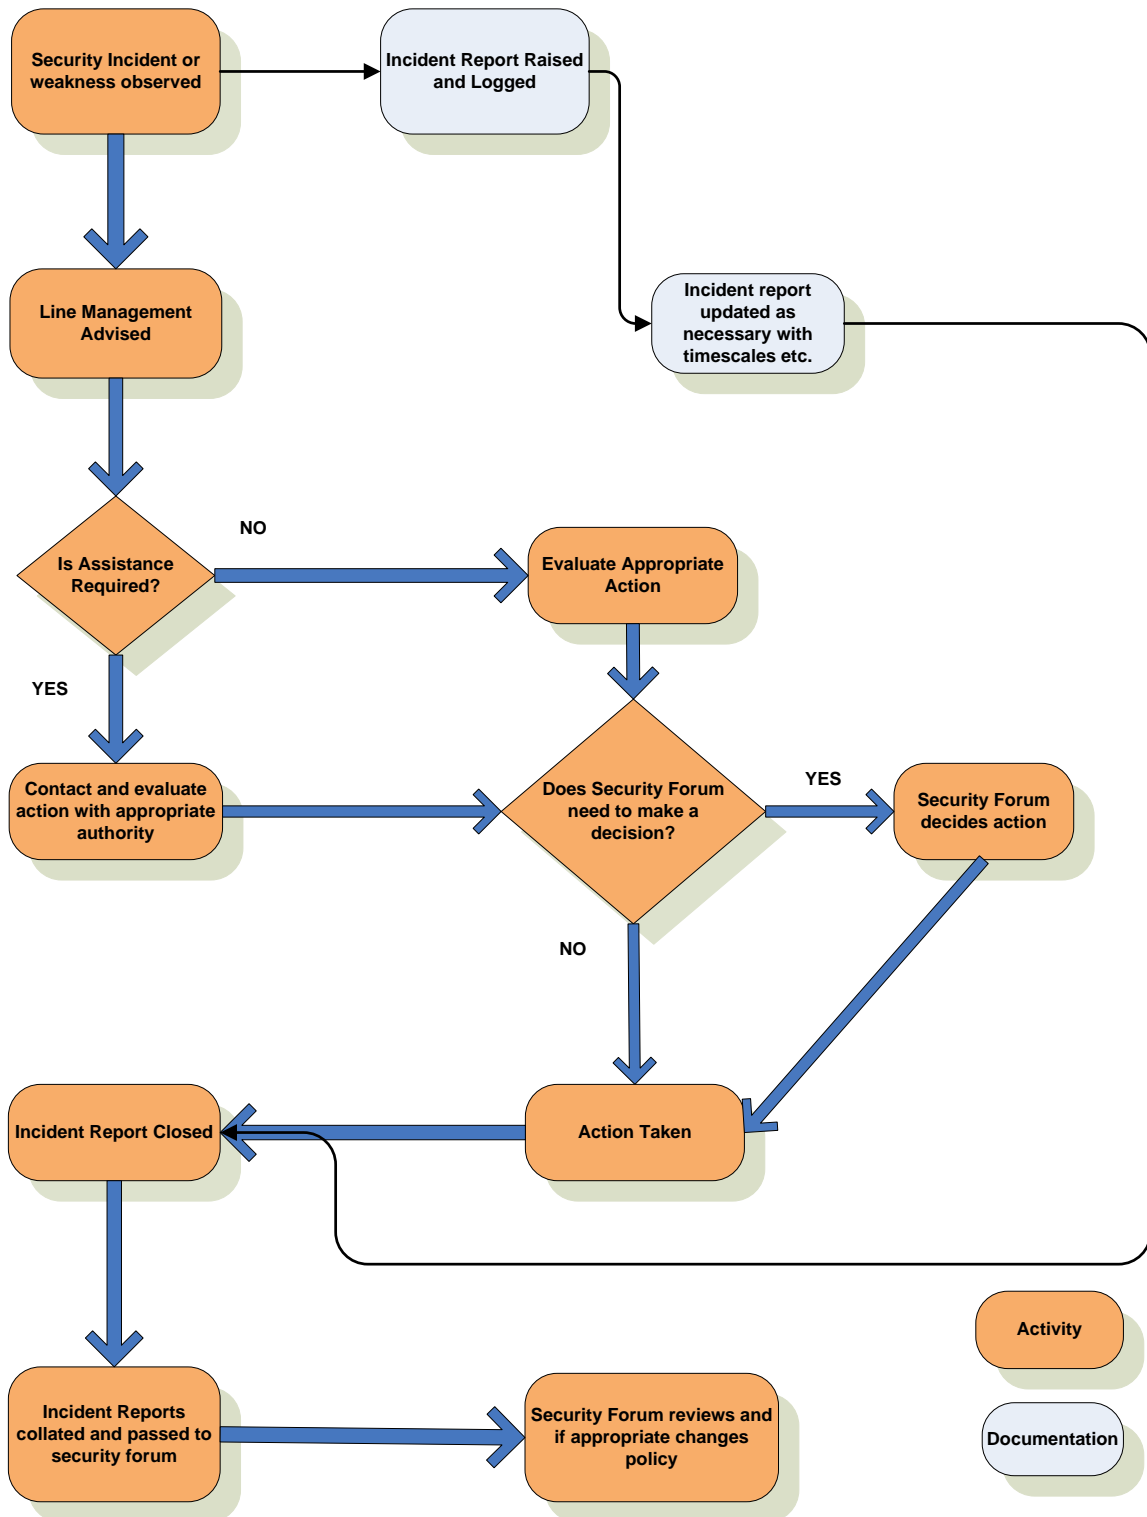 Security Incident or
weakness observed
Incident Report Raised
and Logged
Line Management
Advised
Incident report
updated as
necessary with
timescales etc.
Is Assistance
Required?
NO
Evaluate Appropriate
Action
YES
Contact and evaluate
action with appropriate
authority
Does Security Forum
need to make a
decision?
YES
Security Forum
decides action
NO
Incident Report Closed
Action Taken
Activity
Incident Reports
collated and passed to
security forum
Security Forum reviews and
if appropriate changes
policy
Documentation